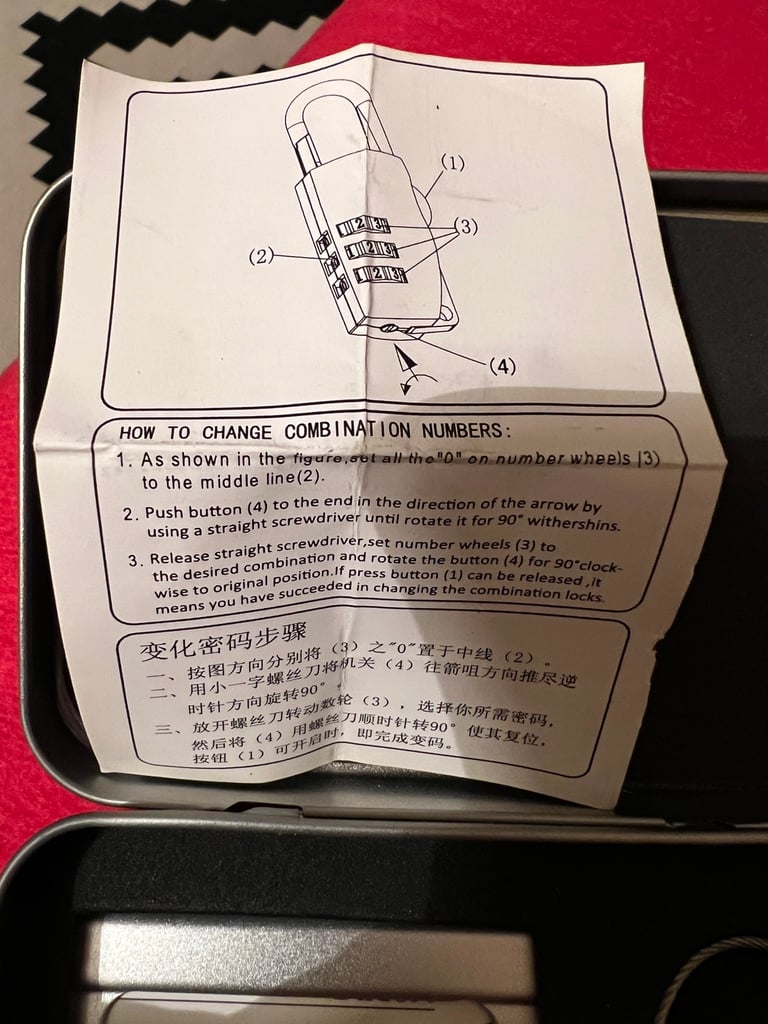 (1)
(2)
(3)
2 3
1 2 3
1 2 3
(4)
HOW TO CHANGE COMBINATION NUMBERS:
1. As shown in the figure,set all the"0" on number wheels (3)
to the middle line(2).
2. Push button (4) to the end in the direction of the arrow by
using a straight screwdriver until rotate it for 90° withershins.
3. Release straight screwdriver,set number wheels (3) to
the desired combination and rotate the button (4) for 90°clock-
wise to original position.If press button (1) can be released ,it
means you have succeeded in changing the combination locks.
变化密码步骤
一、按图方向分别将（3）之"0"置于中线（2）。
二、用小一字螺丝刀将机关（4）往箭咀方向推尽逆
时针方向旋转90°。
三、放开螺丝刀转动数轮（3），选择你所需密码，
然后将（4）用螺丝刀顺时针转90°使其复位，
按钮（1）可开启时，即完成变码。